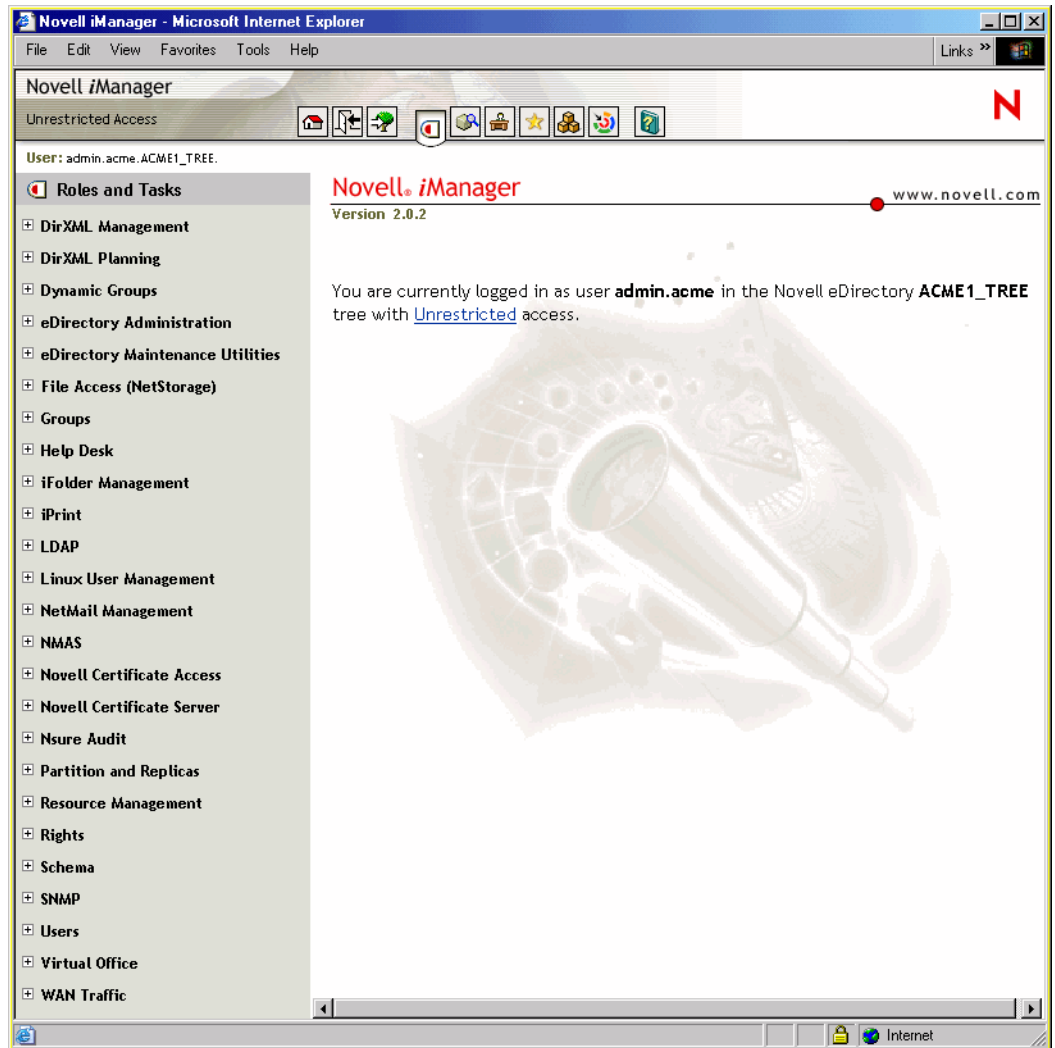 Novell iManager - Microsoft Internet Explorer
File Edit View Favorites Tools Help Links »
Novell iManager
Unrestricted Access
N
User: admin.acme.ACME1_TREE.
Roles and Tasks
DirXML Management
DirXML Planning
Dynamic Groups
eDirectory Administration
eDirectory Maintenance Utilities
File Access (NetStorage)
Groups
Help Desk
iFolder Management
iPrint
LDAP
Linux User Management
NetMail Management
NMAS
Novell Certificate Access
Novell Certificate Server
Nsure Audit
Partition and Replicas
Resource Management
Rights
Schema
SNMP
Users
Virtual Office
WAN Traffic
Novell® iManager
www.novell.com
Version 2.0.2
You are currently logged in as user admin.acme in the Novell eDirectory ACME1_TREE
tree with Unrestricted access.
Internet